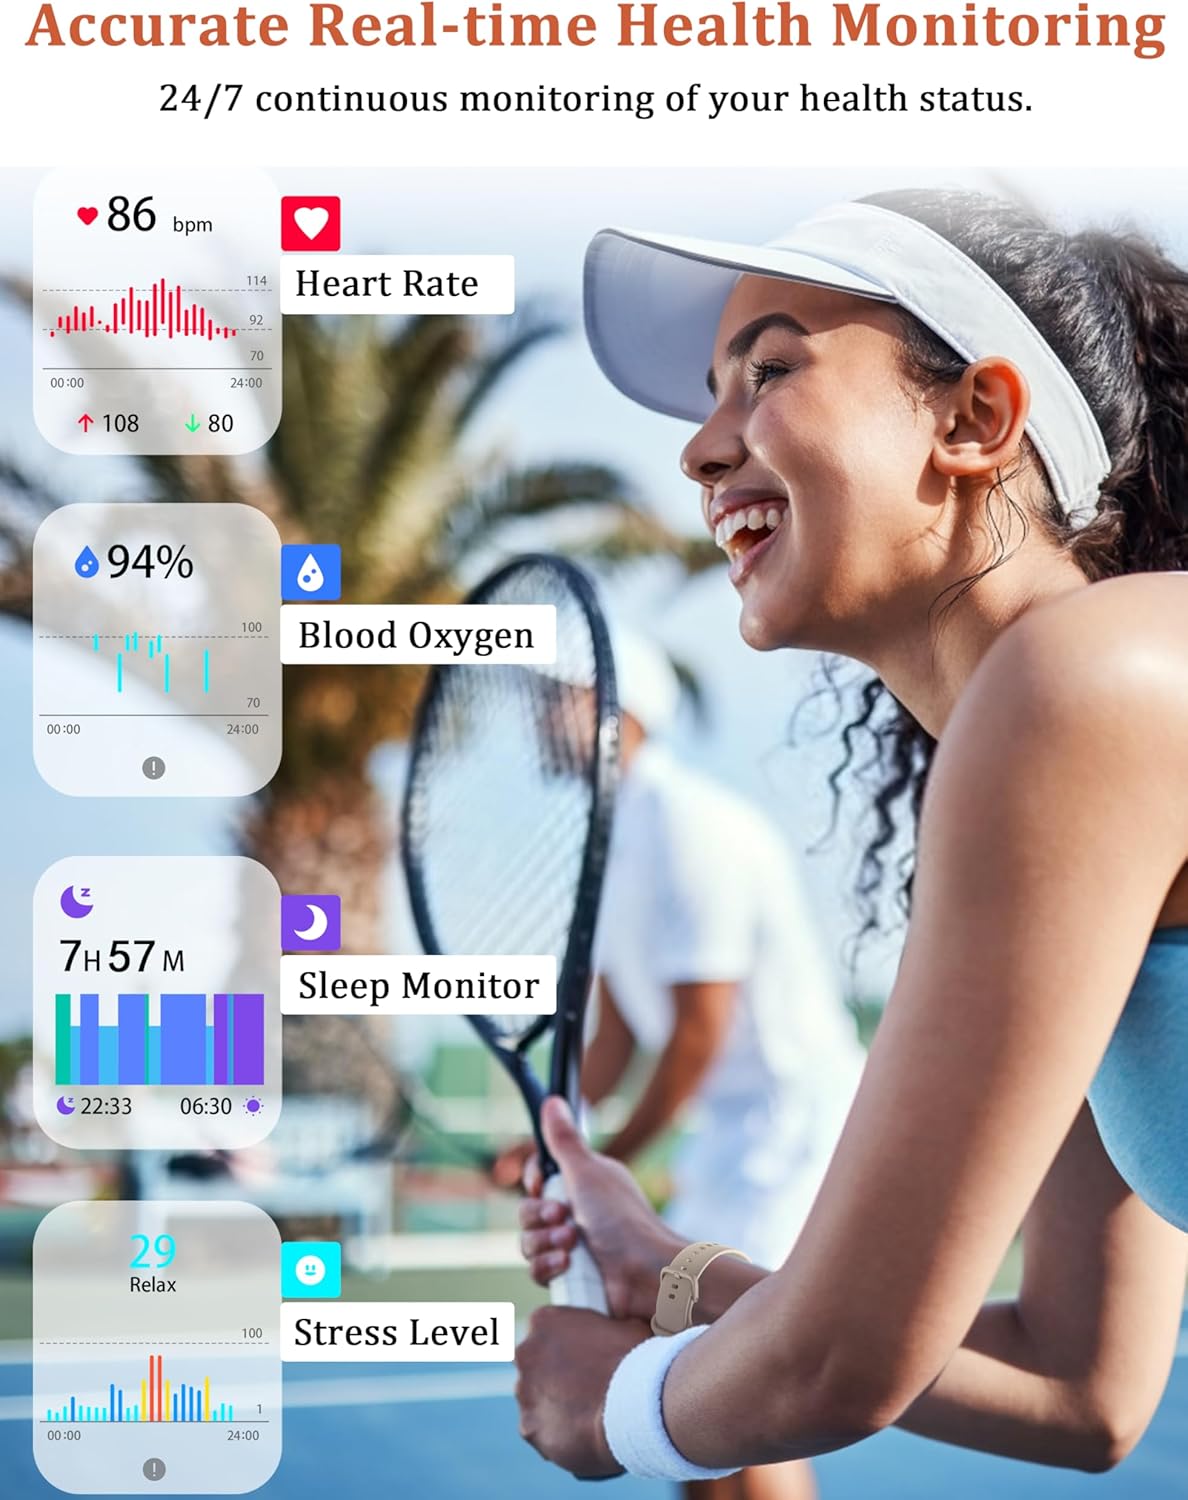 Accurate Real-time Health Monitoring
24/7 continuous monitoring of your health status.
86 bpm
114
92
70
00:00 24:00
↑ 108 ↓ 80
Heart Rate
94%
100
70
00:00 24:00
!
Blood Oxygen
z
7H 57M
z 22:33 06:30
Sleep Monitor
29
Relax
100
1
00:00 24:00
!
Stress Level